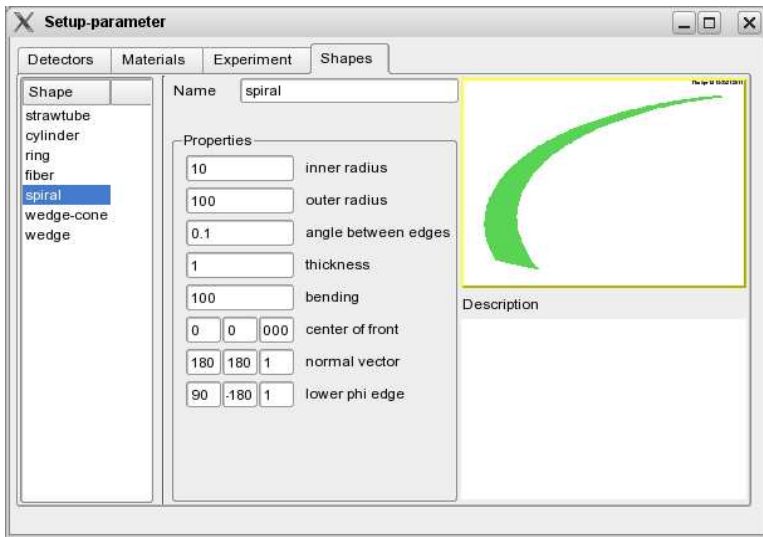 Setup-parameter
Detectors Materials Experiment Shapes
Shape
strawtube
cylinder
ring
fiber
spiral
wedge-cone
wedge
Name spiral
Properties
10 inner radius
100 outer radius
0.1 angle between edges
1 thickness
100 bending
0 0 000 center of front
180 180 1 normal vector
90 -180 1 lower phi edge
Description